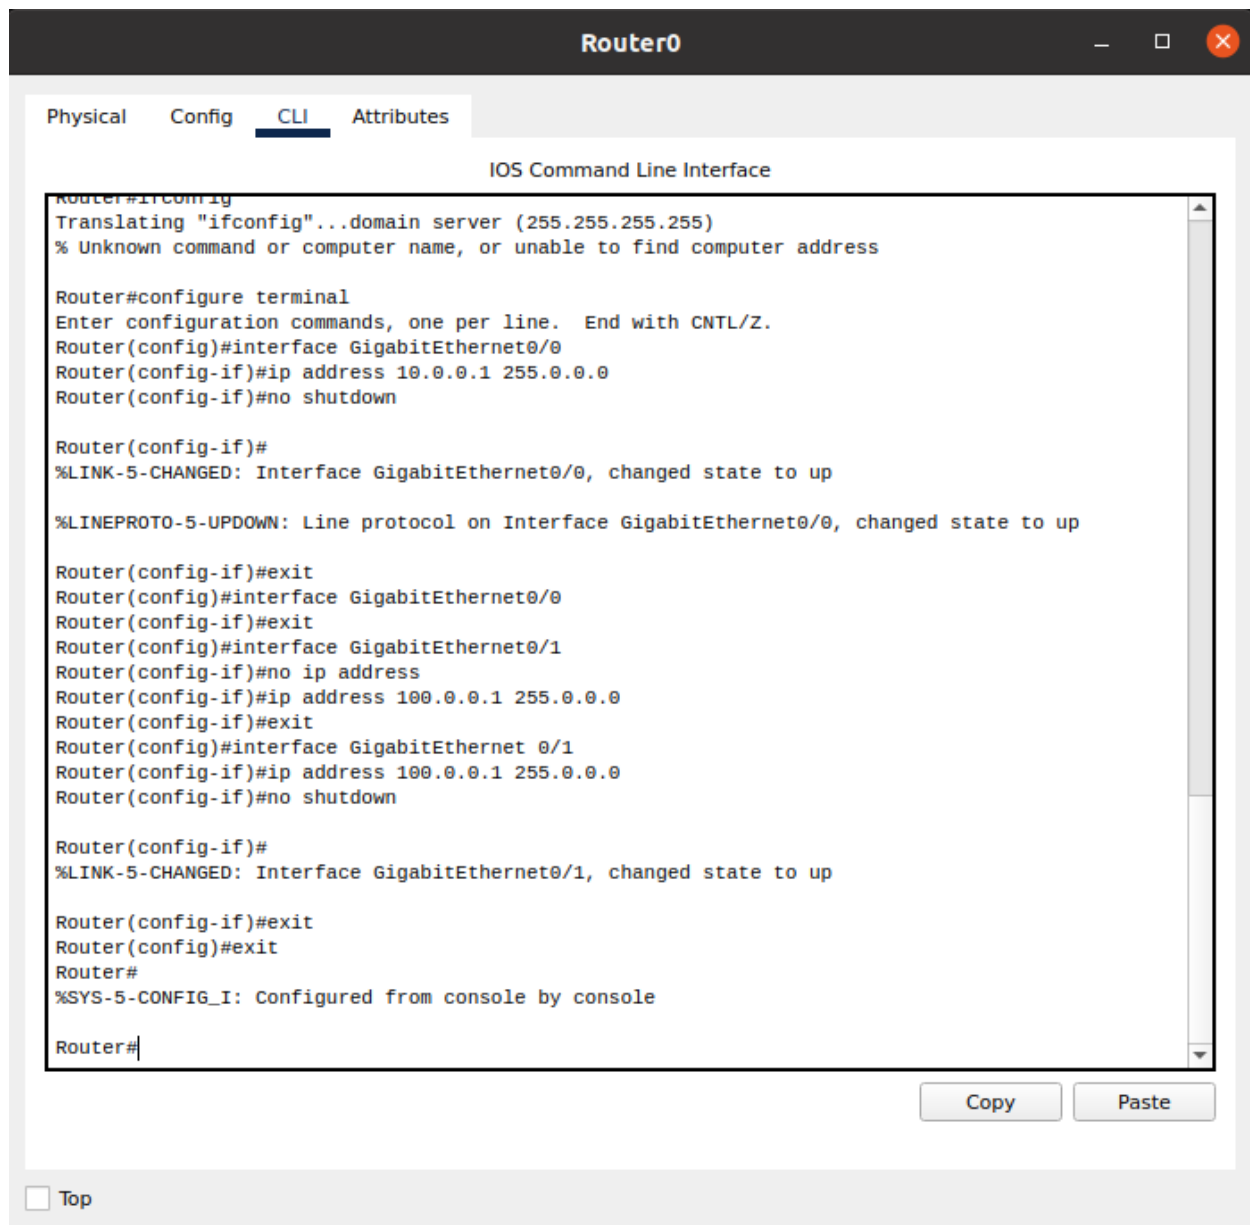 Router0
Physical Config CLI Attributes
IOS Command Line Interface
Router#ifconfig
Translating "ifconfig"...domain server (255.255.255.255)
% Unknown command or computer name, or unable to find computer address
Router#configure terminal
Enter configuration commands, one per line.  End with CNTL/Z.
Router(config)#interface GigabitEthernet0/0
Router(config-if)#ip address 10.0.0.1 255.0.0.0
Router(config-if)#no shutdown
Router(config-if)#
%LINK-5-CHANGED: Interface GigabitEthernet0/0, changed state to up
%LINEPROTO-5-UPDOWN: Line protocol on Interface GigabitEthernet0/0, changed state to up
Router(config-if)#exit
Router(config)#interface GigabitEthernet0/0
Router(config-if)#exit
Router(config)#interface GigabitEthernet0/1
Router(config-if)#no ip address
Router(config-if)#ip address 100.0.0.1 255.0.0.0
Router(config-if)#exit
Router(config)#interface GigabitEthernet 0/1
Router(config-if)#ip address 100.0.0.1 255.0.0.0
Router(config-if)#no shutdown
Router(config-if)#
%LINK-5-CHANGED: Interface GigabitEthernet0/1, changed state to up
Router(config-if)#exit
Router(config)#exit
Router#
%SYS-5-CONFIG_I: Configured from console by console
Router#
Copy Paste
Top